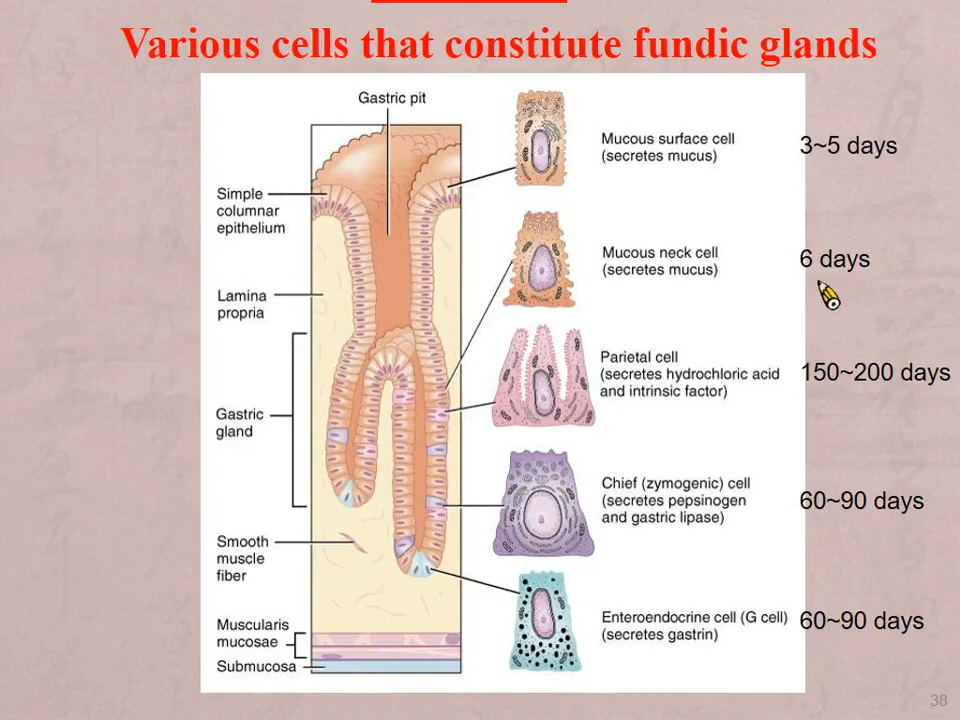 Various cells that constitute fundic glands
Gastric pit
Simple
columnar
epithelium
Lamina
propria
Gastric
gland
Smooth
muscle
fiber
Muscularis
mucosae
Submucosa
Mucous surface cell
(secretes mucus)
3~5 days
Mucous neck cell
(secretes mucus)
6 days
Parietal cell
(secretes hydrochloric acid
and intrinsic factor)
150~200 days
Chief (zymogenic) cell
(secretes pepsinogen
and gastric lipase)
60~90 days
Enteroendocrine cell (G cell)
(secretes gastrin)
60~90 days
38